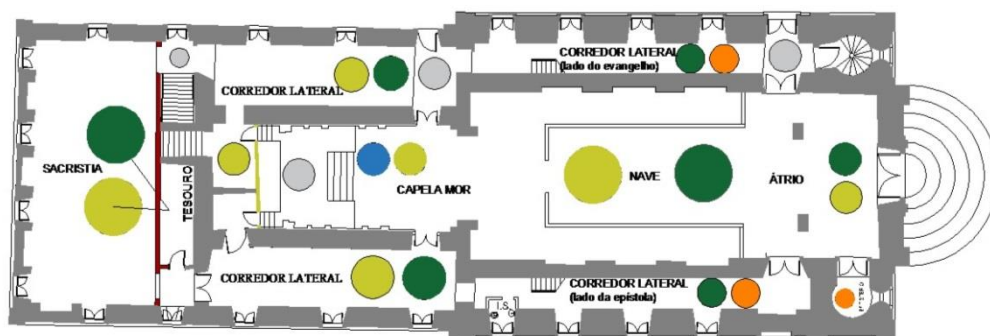 CORREDOR LATERAL
(lado do evangelho)
CORREDOR LATERAL
SACRISTIA
TESOURO
CAPELA MOR
NAVE
ÁTRIO
CORREDOR LATERAL
CORREDOR LATERAL
(lado da epístola)
I.S.